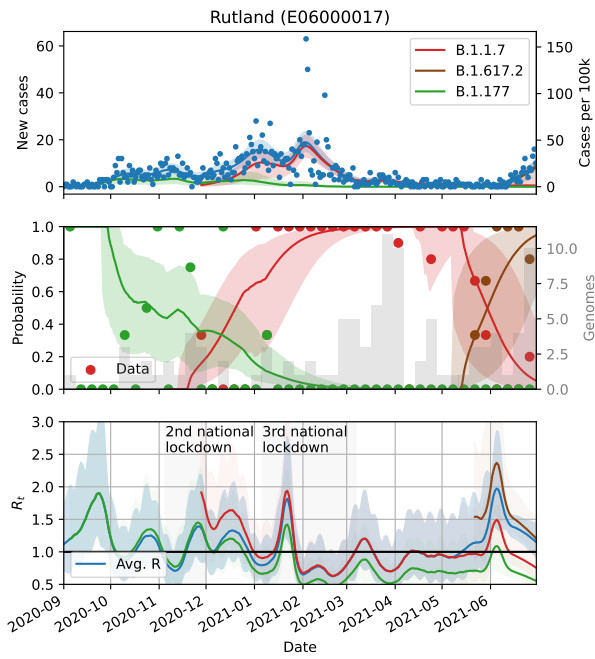 Rutland (E06000017)
60
40
20
0
New cases
150
100
50
0
Cases per 100k
B.1.1.7
B.1.617.2
B.1.177
1.0
0.8
0.6
0.4
0.2
0.0
Probability
10.0
7.5
5.0
2.5
0.0
Genomes
Data
3.0
2.5
2.0
1.5
1.0
0.5
Rt
2nd national
lockdown
3rd national
lockdown
Avg. R
2020-09
2020-10
2020-11
2020-12
2021-01
2021-02
2021-03
2021-04
2021-05
2021-06
Date